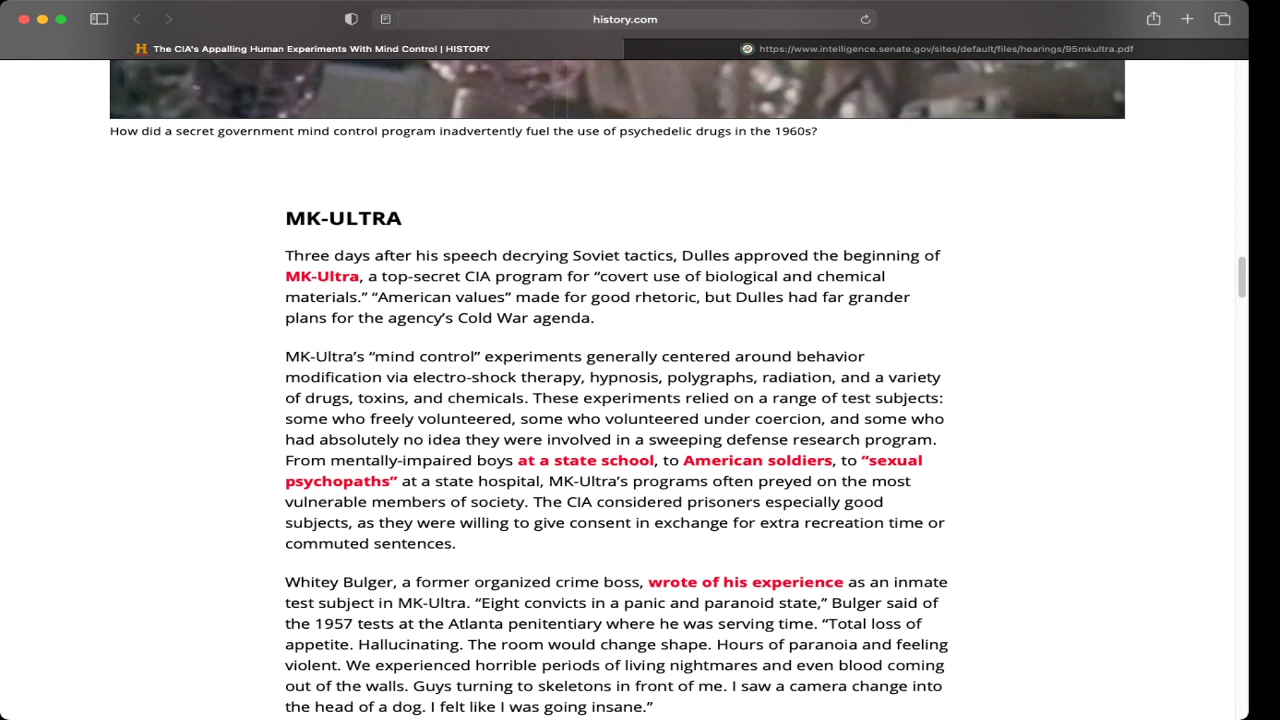 history.com
The CIA's Appalling Human Experiments With Mind Control | HISTORY
https://www.intelligence.senate.gov/sites/default/files/hearings/95mkultra.pdf
How did a secret government mind control program inadvertently fuel the use of psychedelic drugs in the 1960s?
MK-ULTRA
Three days after his speech decrying Soviet tactics, Dulles approved the beginning of
MK-Ultra, a top-secret CIA program for “covert use of biological and chemical
materials.” “American values” made for good rhetoric, but Dulles had far grander
plans for the agency’s Cold War agenda.
MK-Ultra’s “mind control” experiments generally centered around behavior
modification via electro-shock therapy, hypnosis, polygraphs, radiation, and a variety
of drugs, toxins, and chemicals. These experiments relied on a range of test subjects:
some who freely volunteered, some who volunteered under coercion, and some who
had absolutely no idea they were involved in a sweeping defense research program.
From mentally-impaired boys at a state school, to American soldiers, to “sexual
psychopaths” at a state hospital, MK-Ultra’s programs often preyed on the most
vulnerable members of society. The CIA considered prisoners especially good
subjects, as they were willing to give consent in exchange for extra recreation time or
commuted sentences.
Whitey Bulger, a former organized crime boss, wrote of his experience as an inmate
test subject in MK-Ultra. “Eight convicts in a panic and paranoid state,” Bulger said of
the 1957 tests at the Atlanta penitentiary where he was serving time. “Total loss of
appetite. Hallucinating. The room would change shape. Hours of paranoia and feeling
violent. We experienced horrible periods of living nightmares and even blood coming
out of the walls. Guys turning to skeletons in front of me. I saw a camera change into
the head of a dog. I felt like I was going insane.”